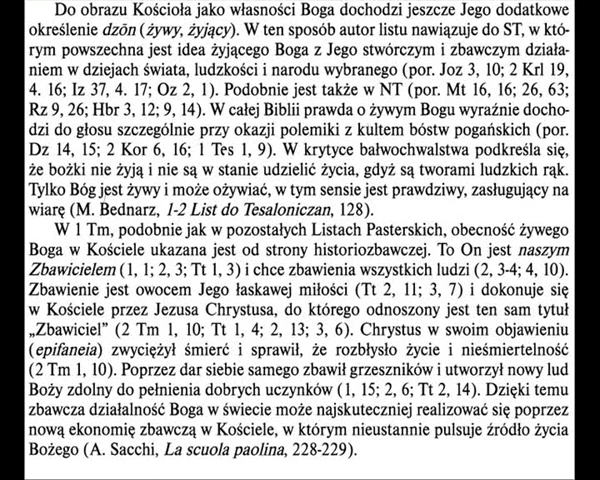 Do obrazu Kościoła jako własności Boga dochodzi jeszcze Jego dodatkowe
określenie dzōn (żywy, żyjący). W ten sposób autor listu nawiązuje do ST, w któ-
rym powszechna jest idea żyjącego Boga z Jego stwórczym i zbawczym działa-
niem w dziejach świata, ludzkości i narodu wybranego (por. Joz 3, 10; 2 Krl 19,
4. 16; Iz 37, 4. 17; Oz 2, 1). Podobnie jest także w NT (por. Mt 16, 16; 26, 63;
Rz 9, 26; Hbr 3, 12; 9, 14). W całej Biblii prawda o żywym Bogu wyraźnie docho-
dzi do głosu szczególnie przy okazji polemiki z kultem bóstw pogańskich (por.
Dz 14, 15; 2 Kor 6, 16; 1 Tes 1, 9). W krytyce bałwochwalstwa podkreśla się,
że bożki nie żyją i nie są w stanie udzielić życia, gdyż są tworami ludzkich rąk.
Tylko Bóg jest żywy i może ożywiać, w tym sensie jest prawdziwy, zasługujący na
wiarę (M. Bednarz, 1-2 List do Tesaloniczan, 128).
W 1 Tm, podobnie jak w pozostałych Listach Pasterskich, obecność żywego
Boga w Kościele ukazana jest od strony historiozbawczej. To On jest naszym
Zbawicielem (1, 1; 2, 3; Tt 1, 3) i chce zbawienia wszystkich ludzi (2, 3-4; 4, 10).
Zbawienie jest owocem Jego łaskawej miłości (Tt 2, 11; 3, 7) i dokonuje się
w Kościele przez Jezusa Chrystusa, do którego odnoszony jest ten sam tytuł
„Zbawiciel” (2 Tm 1, 10; Tt 1, 4; 2, 13; 3, 6). Chrystus w swoim objawieniu
(epifaneia) zwyciężył śmierć i sprawił, że rozbłysło życie i nieśmiertelność
(2 Tm 1, 10). Poprzez dar siebie samego zbawił grzeszników i utworzył nowy lud
Boży zdolny do pełnienia dobrych uczynków (1, 15; 2, 6; Tt 2, 14). Dzięki temu
zbawcza działalność Boga w świecie może najskuteczniej realizować się poprzez
nową ekonomię zbawczą w Kościele, w którym nieustannie pulsuje źródło życia
Bożego (A. Sacchi, La scuola paolina, 228-229).